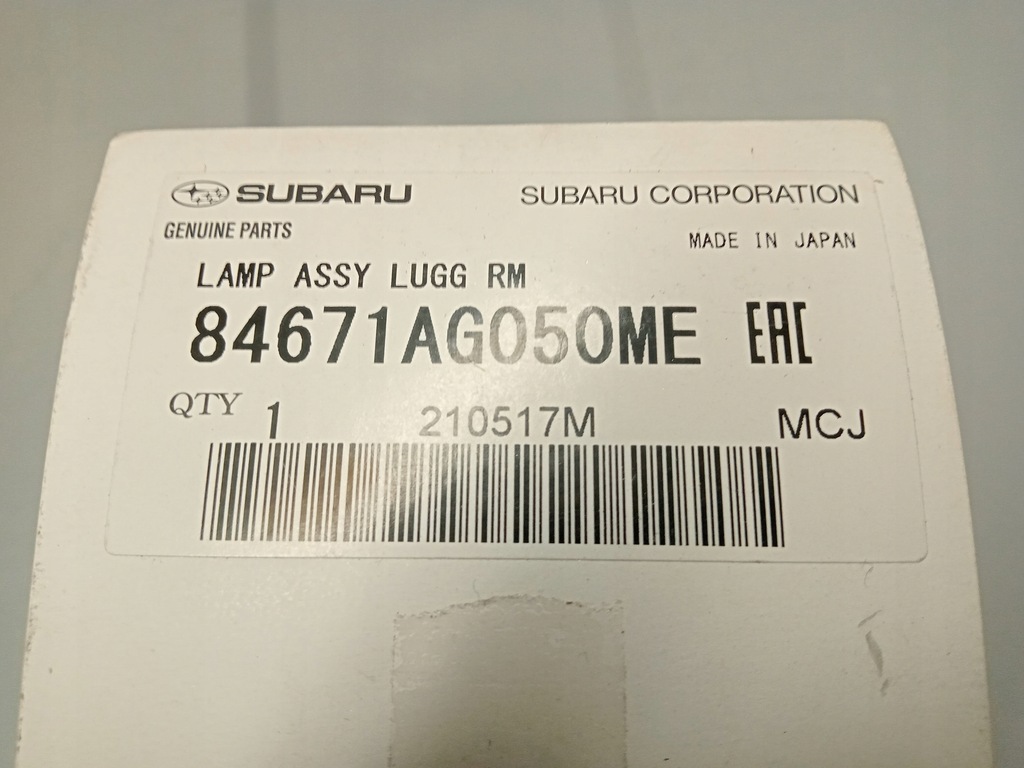 SUBARU SUBARU CORPORATION
GENUINE PARTS MADE IN JAPAN
LAMP ASSY LUGG RM
84671AG050ME EAC
QTY 1 210517M MCJ